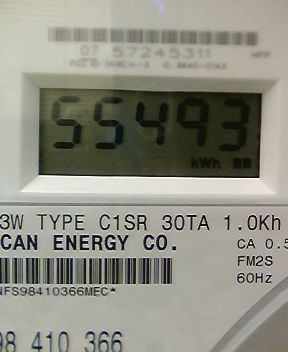 07 57245311
55493
kWh
3W TYPE C1SR 30TA 1.0Kh
CAN ENERGY CO.
CA 0.5
FM2S
60Hz
NFS98410366MEC*
98 410 366